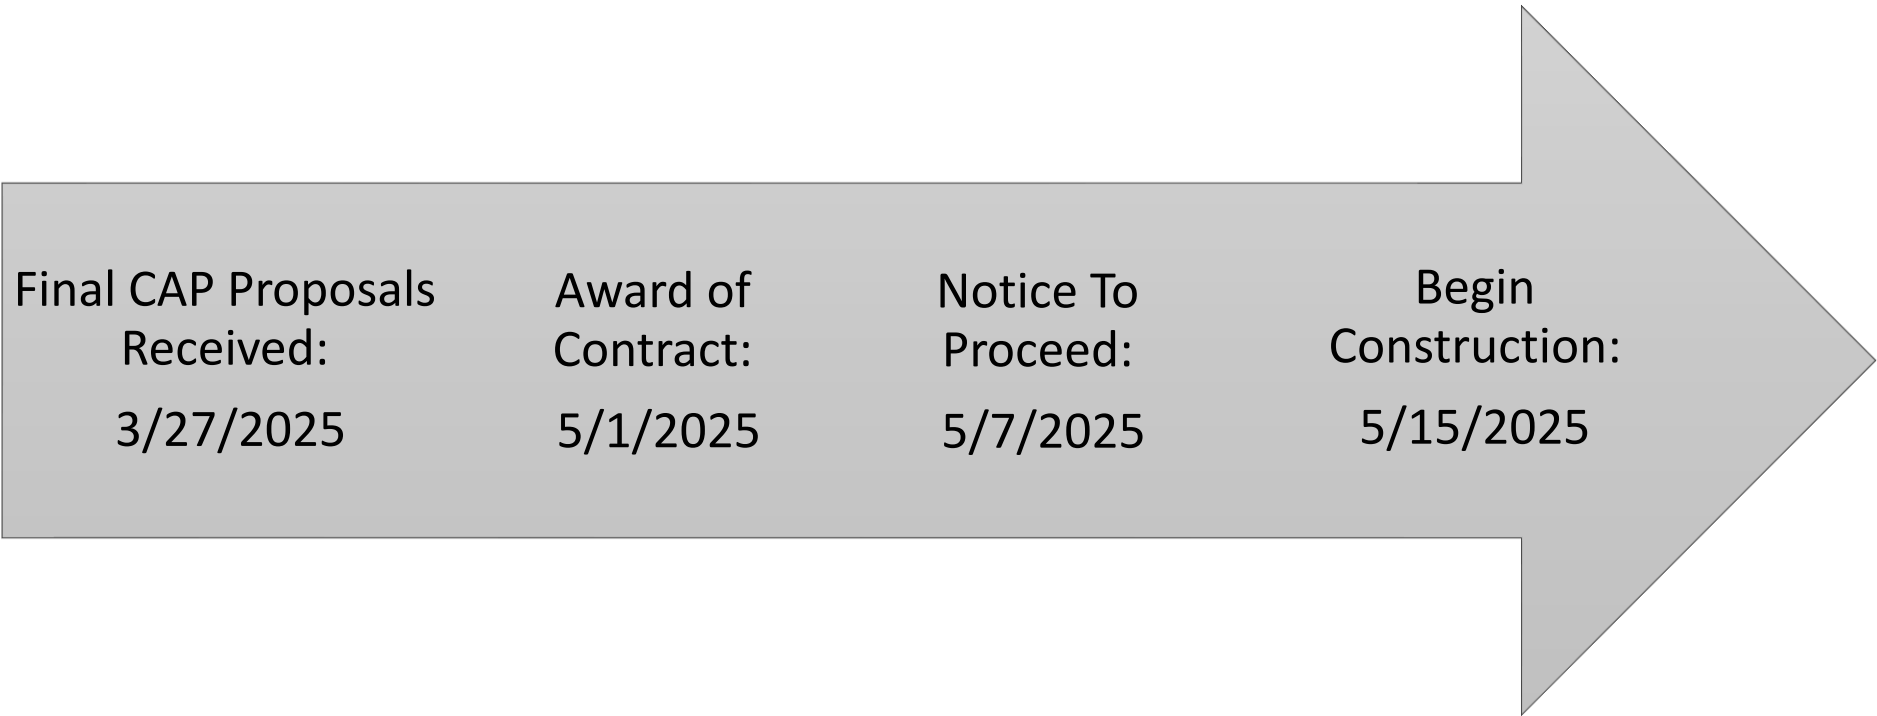 Final CAP Proposals
Received:
3/27/2025
Award of
Contract:
5/1/2025
Notice To
Proceed:
5/7/2025
Begin
Construction:
5/15/2025